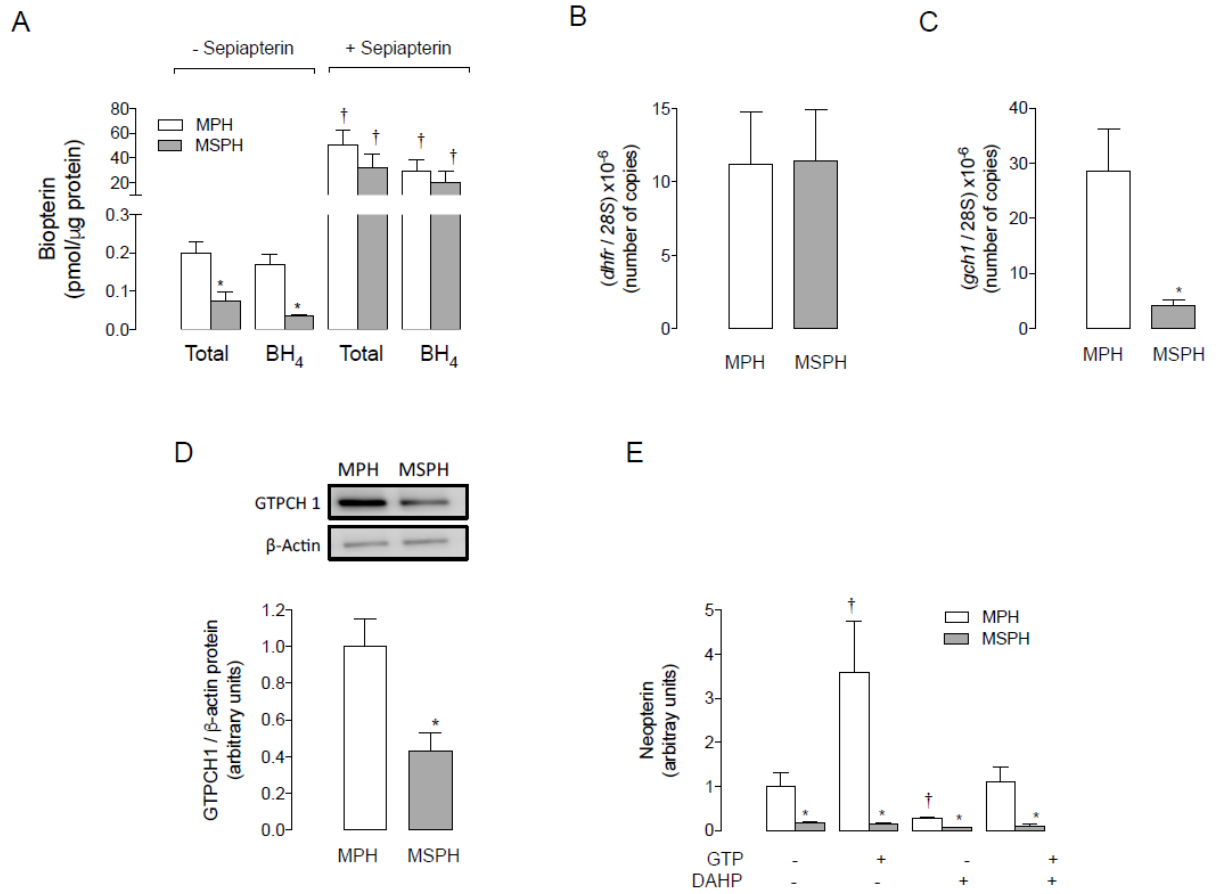 A
- Sepiapterin
+ Sepiapterin
Biopterin
(pmol/µg protein)
80
60
40
20
0.3
0.2
0.1
0.0
MPH
MSPH
*
*
†
†
†
†
Total
BH4
Total
BH4
B
(dhfr / 28S) x10-6
(number of copies)
15
10
5
0
MPH
MSPH
C
(gch1 / 28S) x10-6
(number of copies)
40
30
20
10
0
*
MPH
MSPH
D
MPH
MSPH
GTPCH 1
β-Actin
GTPCH1 / β-actin protein
(arbitrary units)
1.2
1.0
0.8
0.6
0.4
0.2
0.0
*
MPH
MSPH
E
Neopterin
(arbitray units)
5
4
3
2
1
0
MPH
MSPH
*
†
*
†
*
*
GTP - + - +
DAHP - - + +